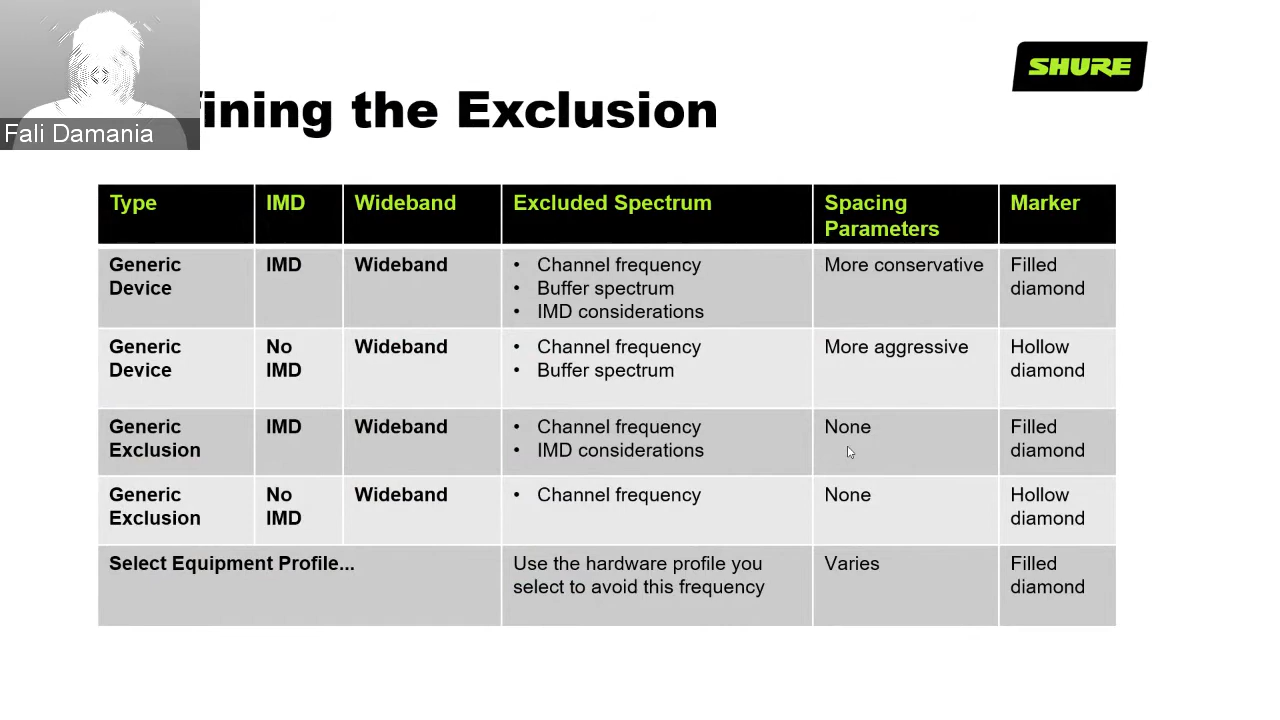 SHURE
Fali Damania
fining the Exclusion
Type IMD Wideband Excluded Spectrum Spacing Parameters Marker
Generic Device IMD Wideband • Channel frequency • Buffer spectrum • IMD considerations More conservative Filled diamond
Generic Device No IMD Wideband • Channel frequency • Buffer spectrum More aggressive Hollow diamond
Generic Exclusion IMD Wideband • Channel frequency • IMD considerations None Filled diamond
Generic Exclusion No IMD Wideband • Channel frequency None Hollow diamond
Select Equipment Profile... Use the hardware profile you select to avoid this frequency Varies Filled diamond